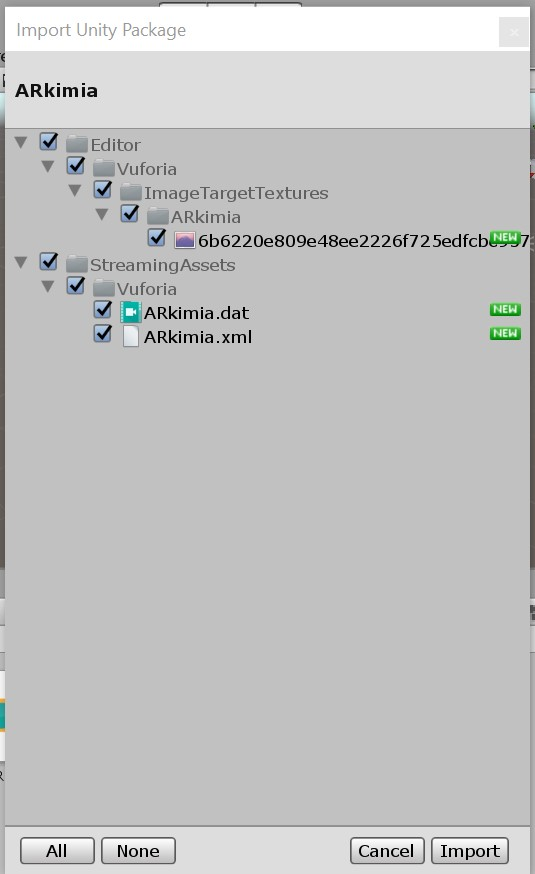 Import Unity Package
ARkimia
Editor
Vuforia
ImageTargetTextures
ARkimia
NEW
StreamingAssets
Vuforia
ARkimia.dat NEW
ARkimia.xml NEW
All None Cancel Import